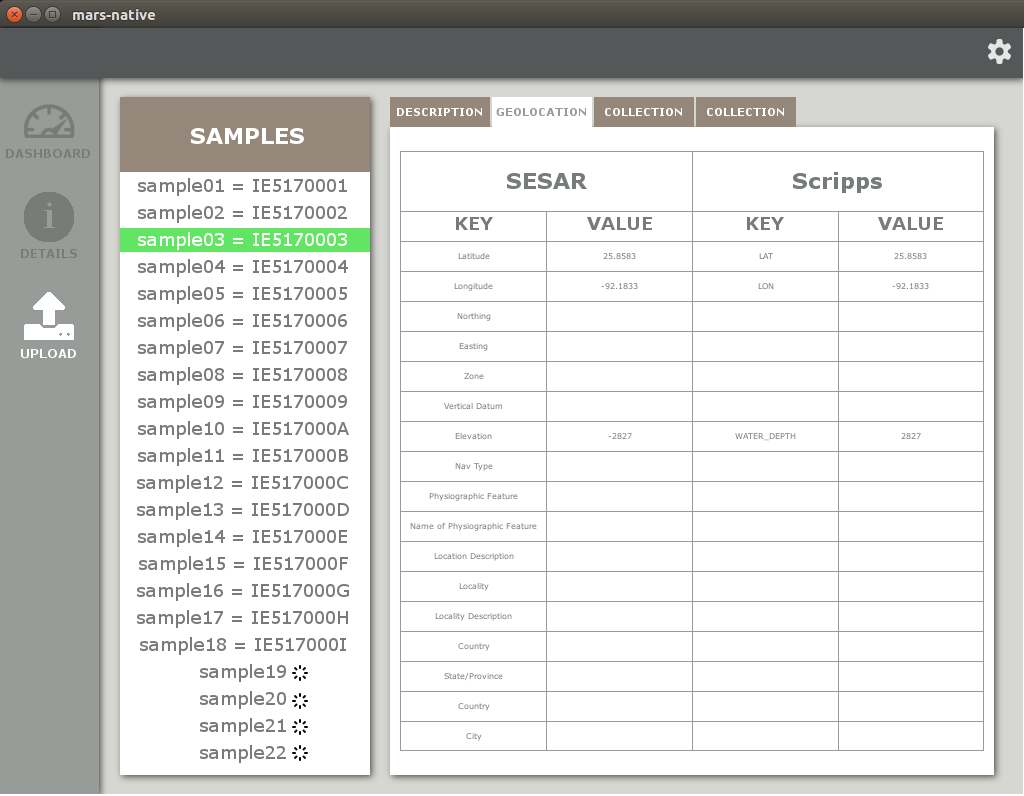 mars-native
DASHBOARD
DETAILS
UPLOAD
SAMPLES
sample01 = IE5170001
sample02 = IE5170002
sample03 = IE5170003
sample04 = IE5170004
sample05 = IE5170005
sample06 = IE5170006
sample07 = IE5170007
sample08 = IE5170008
sample09 = IE5170009
sample10 = IE517000A
sample11 = IE517000B
sample12 = IE517000C
sample13 = IE517000D
sample14 = IE517000E
sample15 = IE517000F
sample16 = IE517000G
sample17 = IE517000H
sample18 = IE517000I
sample19
sample20
sample21
sample22
DESCRIPTION GEOLOCATION COLLECTION COLLECTION
SESAR Scripps
KEY VALUE KEY VALUE
Latitude 25.8583 LAT 25.8583
Longitude -92.1833 LON -92.1833
Northing
Easting
Zone
Vertical Datum
Elevation -2827 WATER_DEPTH 2827
Nav Type
Physiographic Feature
Name of Physiographic Feature
Location Description
Locality
Locality Description
Country
State/Province
Country
City